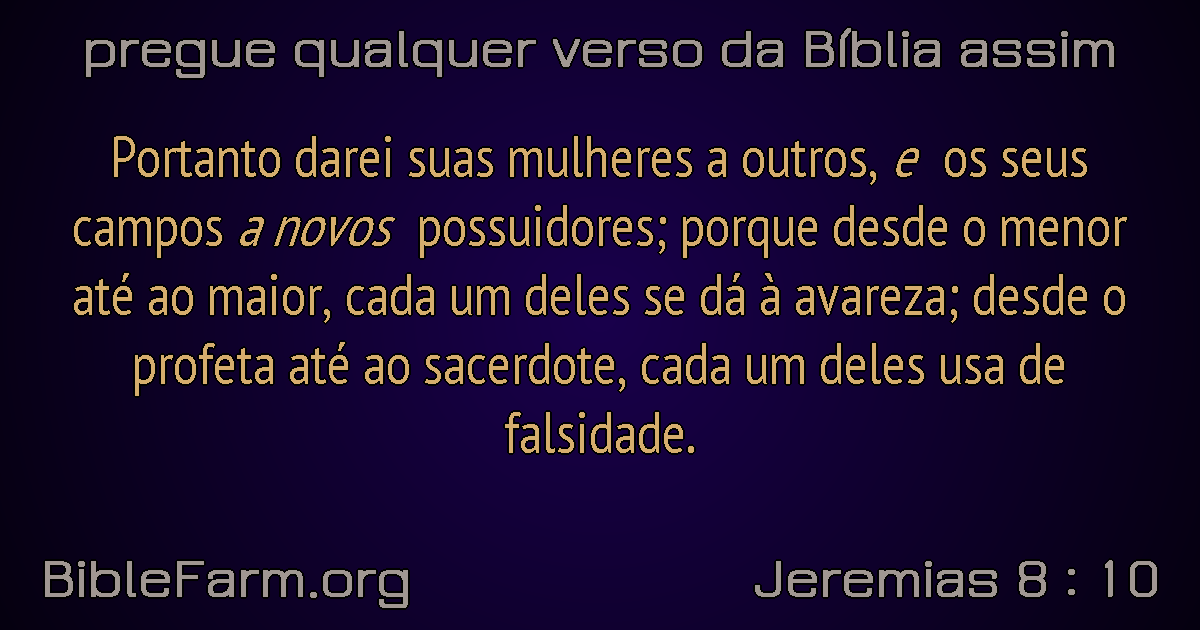 pregue qualquer verso da Bíblia assim
Portanto darei suas mulheres a outros, e os seus
campos a novos possuidores; porque desde o menor
até ao maior, cada um deles se dá à avareza; desde o
profeta até ao sacerdote, cada um deles usa de
falsidade.
BibleFarm.org
Jeremias 8 : 10